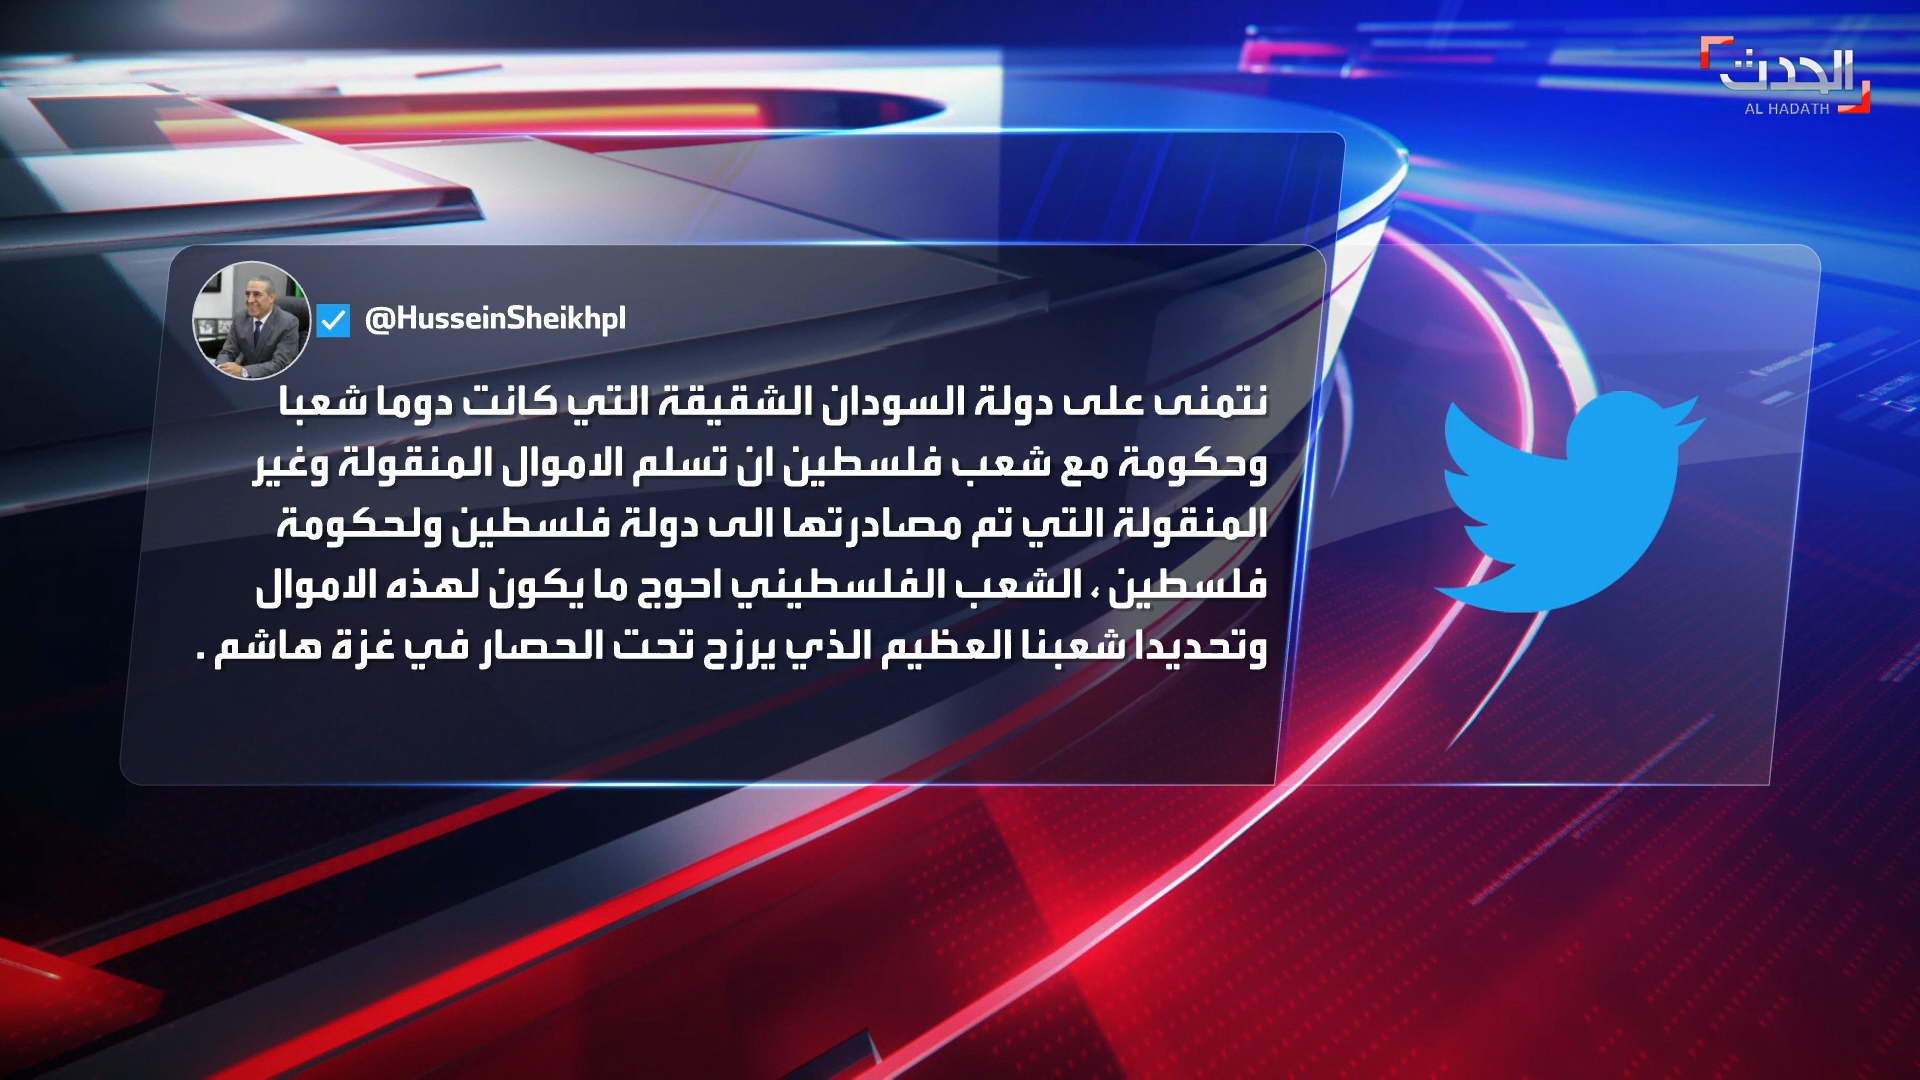 الحدث
AL HADATH
@HusseinSheikhpl
نتمنى على دولة السودان الشقيقة التي كانت دوما شعبا
وحكومة مع شعب فلسطين ان تسلم الاموال المنقولة وغير
المنقولة التي تم مصادرتها الى دولة فلسطين ولحكومة
فلسطين ، الشعب الفلسطيني احوج ما يكون لهذه الاموال
وتحديدا شعبنا العظيم الذي يرزح تحت الحصار في غزة هاشم .